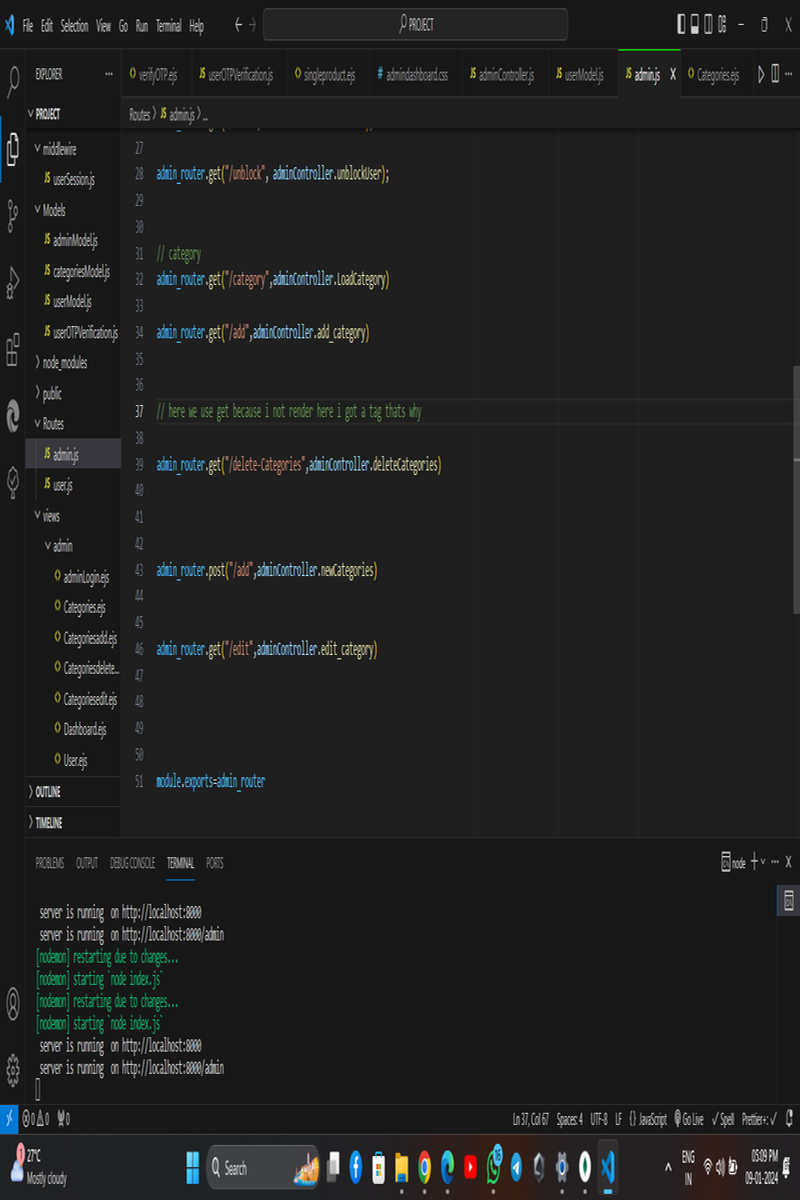 File Edit Selection View Go Run Terminal Help
PROJECT
EXPLORER
verifyOTP.ejs
userOTPVerification.js
singleproduct.ejs
admindashboard.css
adminController.js
userModel.js
admin.js
Categories.ejs
PROJECT
middlewire
userSession.js
Models
adminModel.js
categoriesModel.js
userModel.js
userOTPVerification.js
node_modules
public
Routes
admin.js
user.js
views
admin
adminLogin.ejs
Categories.ejs
Categoriesadd.ejs
Categoriesdelete...
Categoriesedit.ejs
Dashboard.ejs
User.ejs
OUTLINE
TIMELINE
Routes > JS admin.js > ...
27
28 admin_router.get("/unblock", adminController.unblockUser);
29
30
31 // category
32 admin_router.get("/category",adminController.LoadCategory)
33
34 admin_router.get("/add",adminController.add_category)
35
36
37 // here we use get because i not render here i got a tag thats why
38
39 admin_router.get("/delete-Categories",adminController.deleteCategories)
40
41
42
43 admin_router.post("/add",adminController.newCategories)
44
45
46 admin_router.get("/edit",adminController.edit_category)
47
48
49
50
51 module.exports=admin_router
PROBLEMS OUTPUT DEBUG CONSOLE TERMINAL PORTS
node
server is running on http://localhost:8000
server is running on http://localhost:8000/admin
[nodemon] restarting due to changes...
[nodemon] starting `node index.js`
[nodemon] restarting due to changes...
[nodemon] starting `node index.js`
server is running on http://localhost:8000
server is running on http://localhost:8000/admin
0 0 0
Ln 37, Col 67 Spaces: 4 UTF-8 LF {} JavaScript Go Live Spell Prettier+
27°C
Mostly cloudy
Search
ENG
IN
05:09 PM
09-01-2024